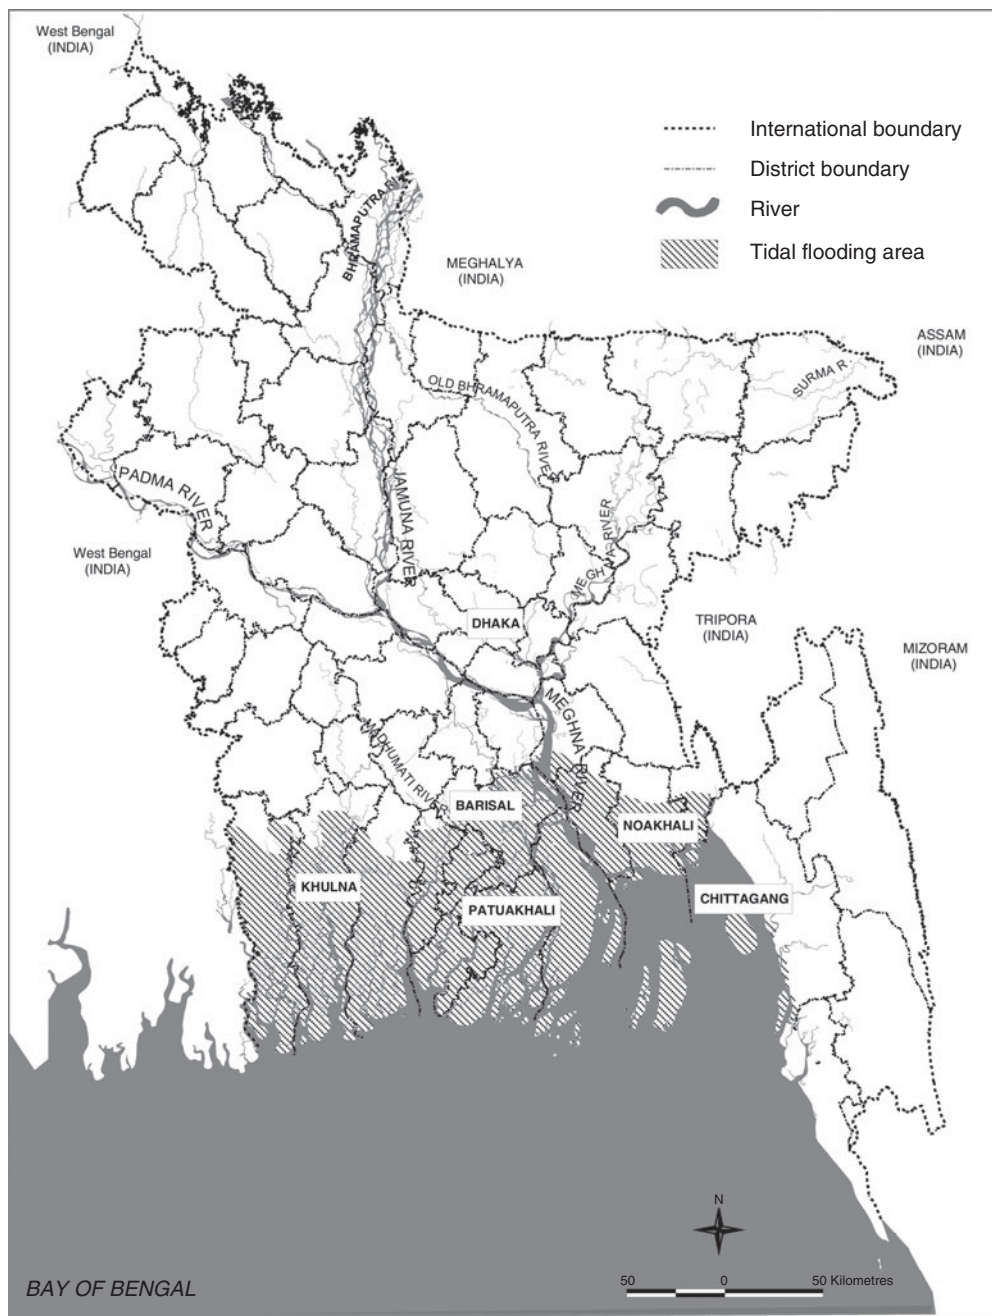 West Bengal
(INDIA)
International boundary
District boundary
River
Tidal flooding area
BHRAMAPUTRA RI
MEGHALYA
(INDIA)
ASSAM
(INDIA)
SURMA R.
OLD BHRAMAPUTRA RIVER
PADMA RIVER
JAMUNA RIVER
MEGHNA RIVER
West Bengal
(INDIA)
DHAKA
TRIPORA
(INDIA)
MIZORAM
(INDIA)
MEGHNA RIVER
MADHUMATI RIVER
BARISAL
NOAKHALI
KHULNA
PATUAKHALI
CHITTAGANG
N
50 0 50 Kilometres
BAY OF BENGAL